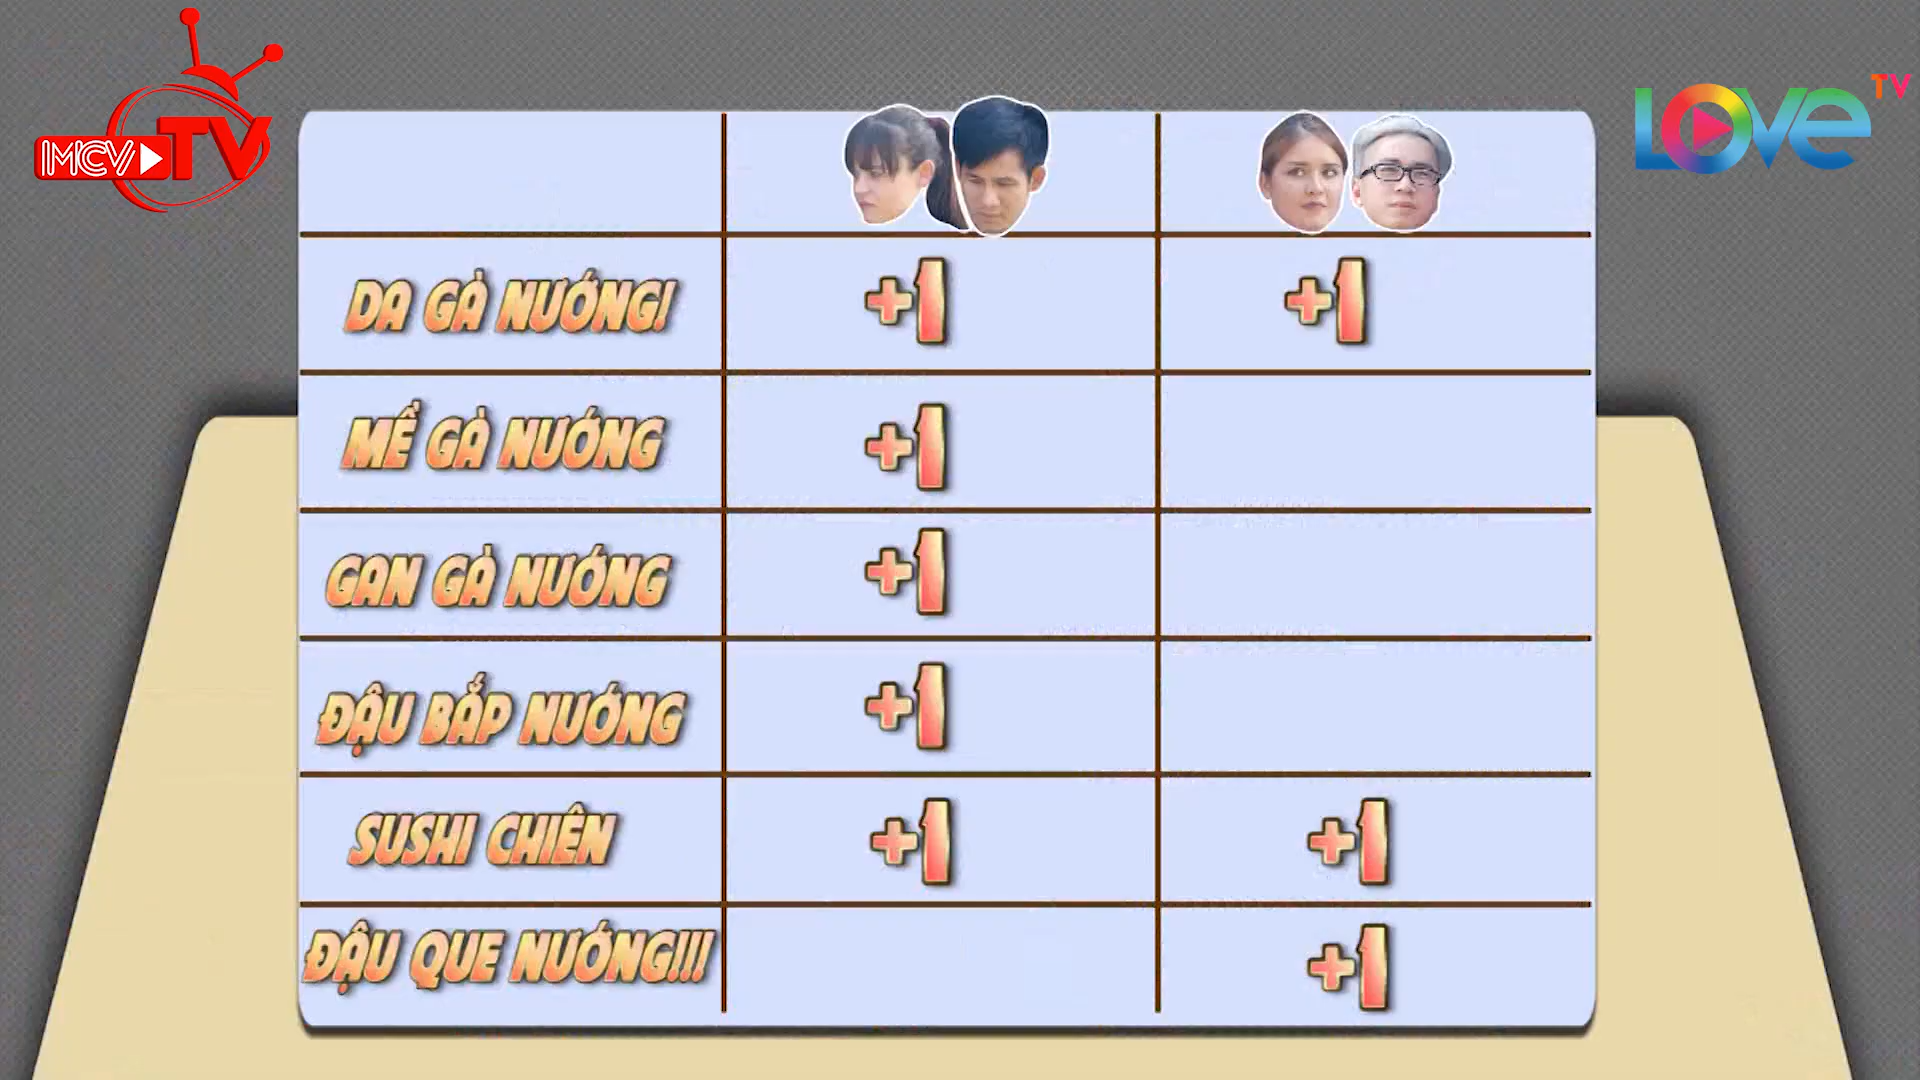 MCV TV
LOVE TV
DA GÀ NƯỚNG!
+1 +1
MỀ GÀ NƯỚNG
+1
GAN GÀ NƯỚNG
+1
ĐẬU BẮP NƯỚNG
+1
SUSHI CHIÊN
+1 +1
ĐẬU QUE NƯỚNG!!!
+1